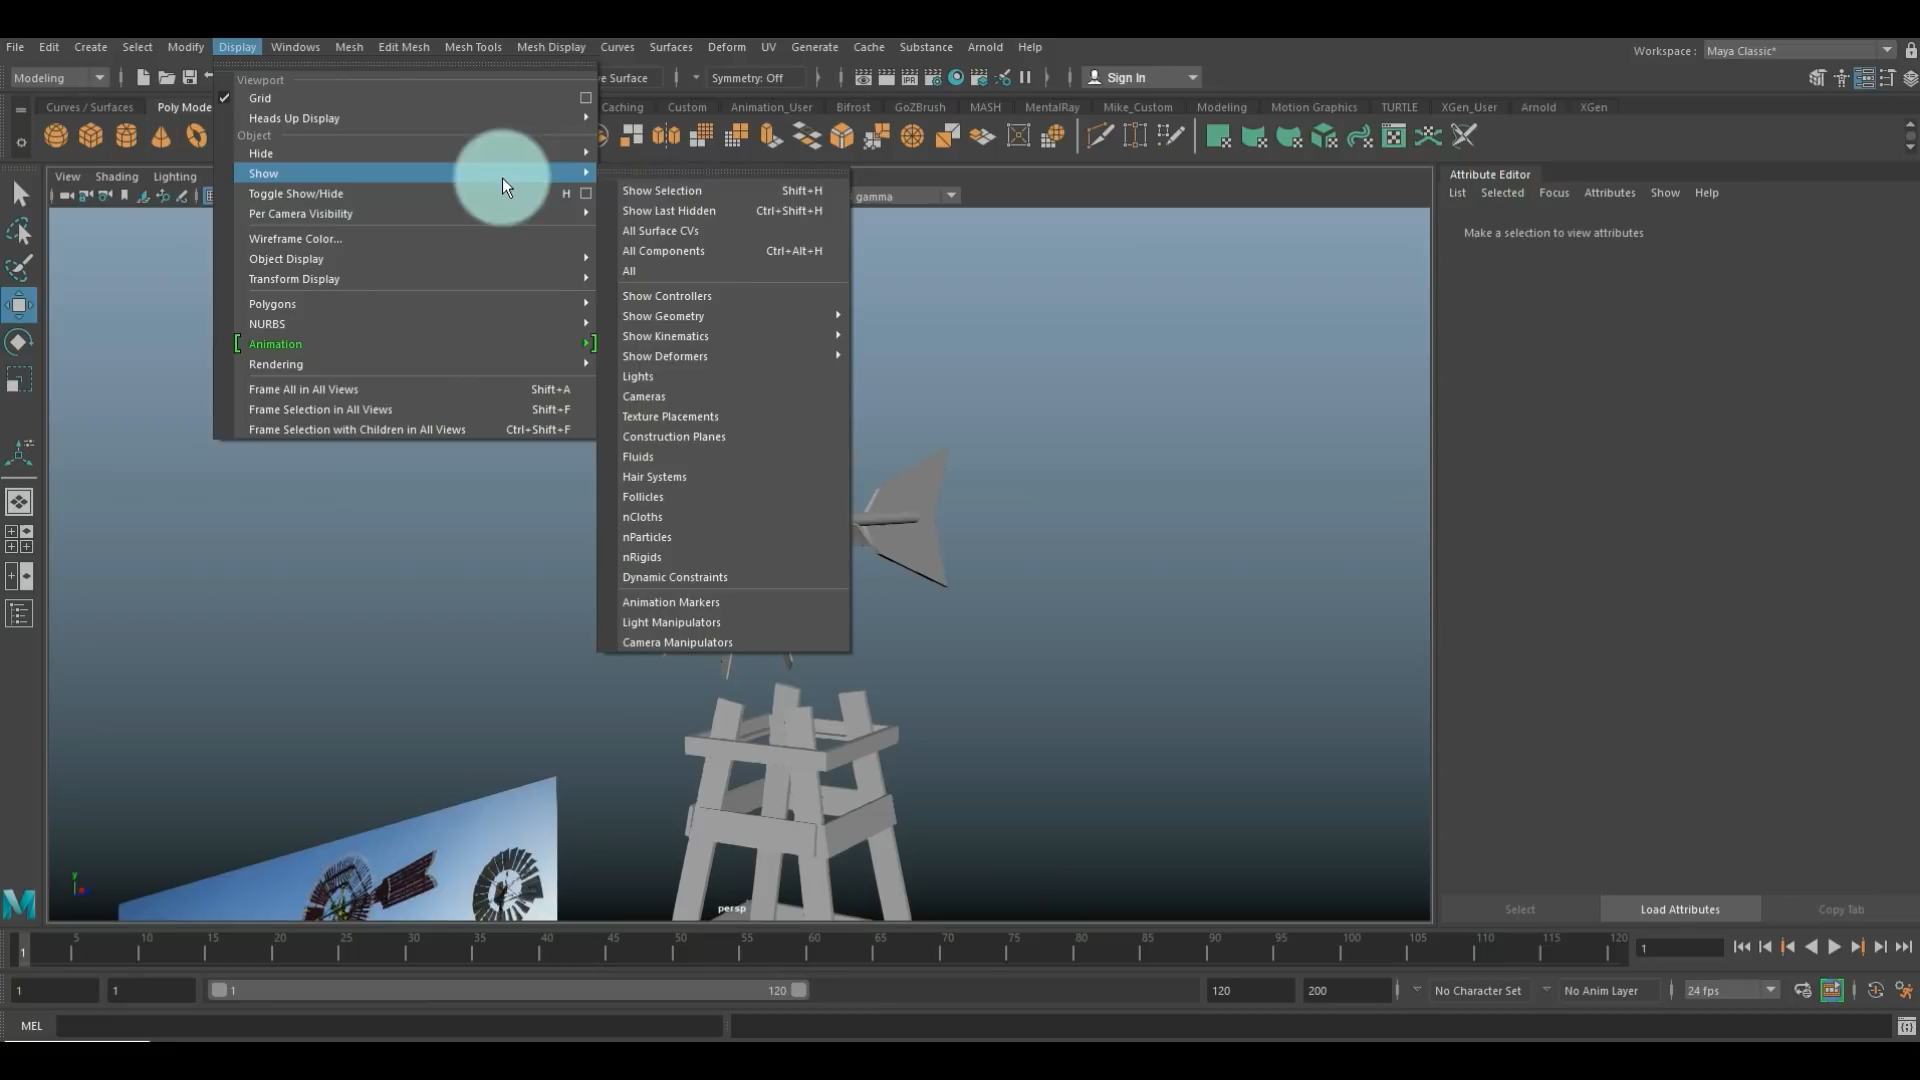 File Edit Create Select Modify Display Windows Mesh Edit Mesh Mesh Tools Mesh Display Curves Surfaces Deform UV Generate Cache Substance Arnold Help
Workspace : Maya Classic*
Modeling
ve Surface
Symmetry: Off
Sign In
Curves / Surfaces Poly Mode
Caching Custom Animation_User Bifrost GoZBrush MASH MentalRay Mike_Custom Modeling Motion Graphics TURTLE XGen_User Arnold XGen
View Shading Lighting
gamma
Viewport
Grid
Heads Up Display
Object
Hide
Show
Toggle Show/Hide H
Per Camera Visibility
Wireframe Color...
Object Display
Transform Display
Polygons
NURBS
Animation
Rendering
Frame All in All Views Shift+A
Frame Selection in All Views Shift+F
Frame Selection with Children in All Views Ctrl+Shift+F
Show Selection Shift+H
Show Last Hidden Ctrl+Shift+H
All Surface CVs
All Components Ctrl+Alt+H
All
Show Controllers
Show Geometry
Show Kinematics
Show Deformers
Lights
Cameras
Texture Placements
Construction Planes
Fluids
Hair Systems
Follicles
nCloths
nParticles
nRigids
Dynamic Constraints
Animation Markers
Light Manipulators
Camera Manipulators
Attribute Editor
List Selected Focus Attributes Show Help
Make a selection to view attributes
y
persp
Select Load Attributes Copy Tab
1 5 10 15 20 25 30 35 40 45 50 55 60 65 70 75 80 85 90 95 100 105 110 115 120
1
1 1 1 120 120 200 No Character Set No Anim Layer 24 fps
MEL